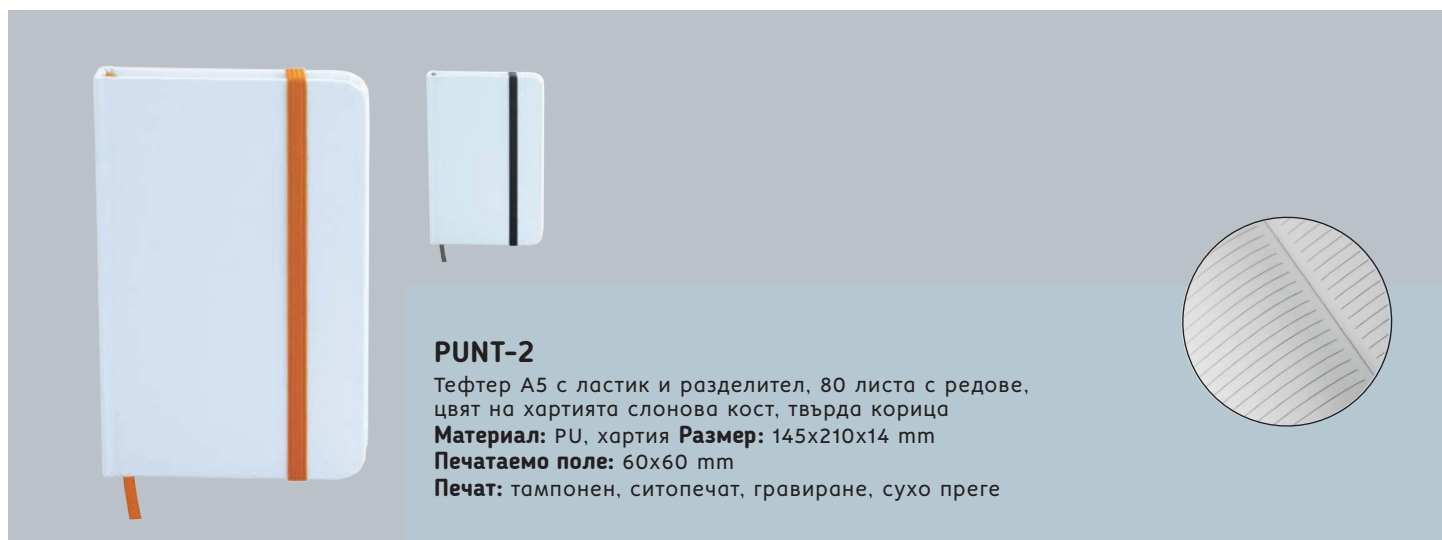 PUNT-2
Тефтер А5 с ластик и разделител, 80 листа с редове,
цвят на хартията слонова кост, твърда корица
Материал: PU, хартия Размер: 145x210x14 mm
Печатаемо поле: 60x60 mm
Печат: тампонен, ситопечат, гравиране, сухо преге